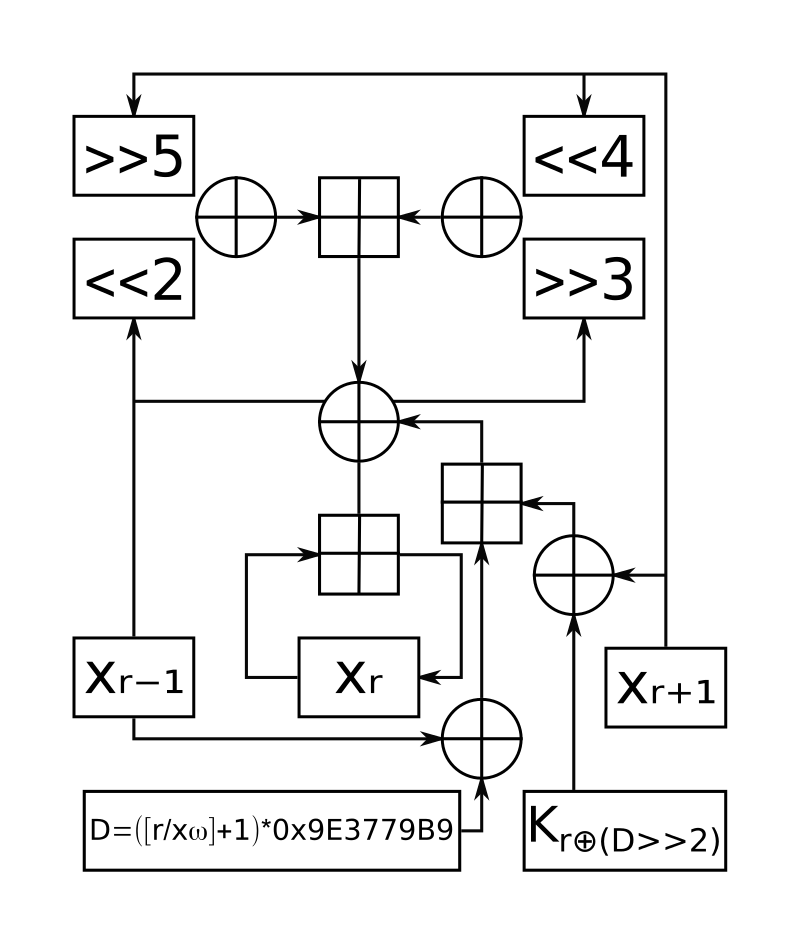 >>5
<<4
<<2
>>3
xr−1
xr
xr+1
D=([r/xω]+1)*0x9E3779B9
Kr⊕(D>>2)